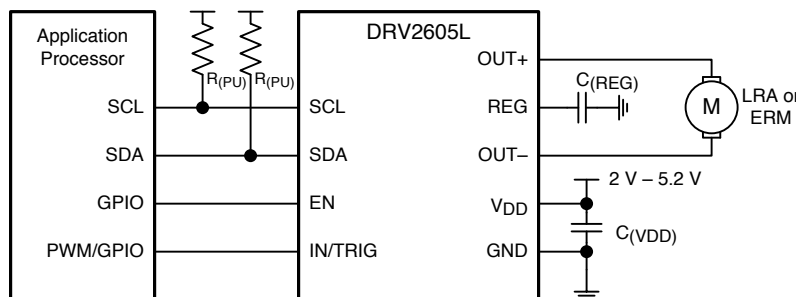 Application
Processor
SCL
SDA
GPIO
PWM/GPIO
R(PU)
R(PU)
DRV2605L
SCL
SDA
EN
IN/TRIG
OUT+
REG
OUT–
VDD
GND
C(REG)
M
LRA or
ERM
2 V – 5.2 V
C(VDD)